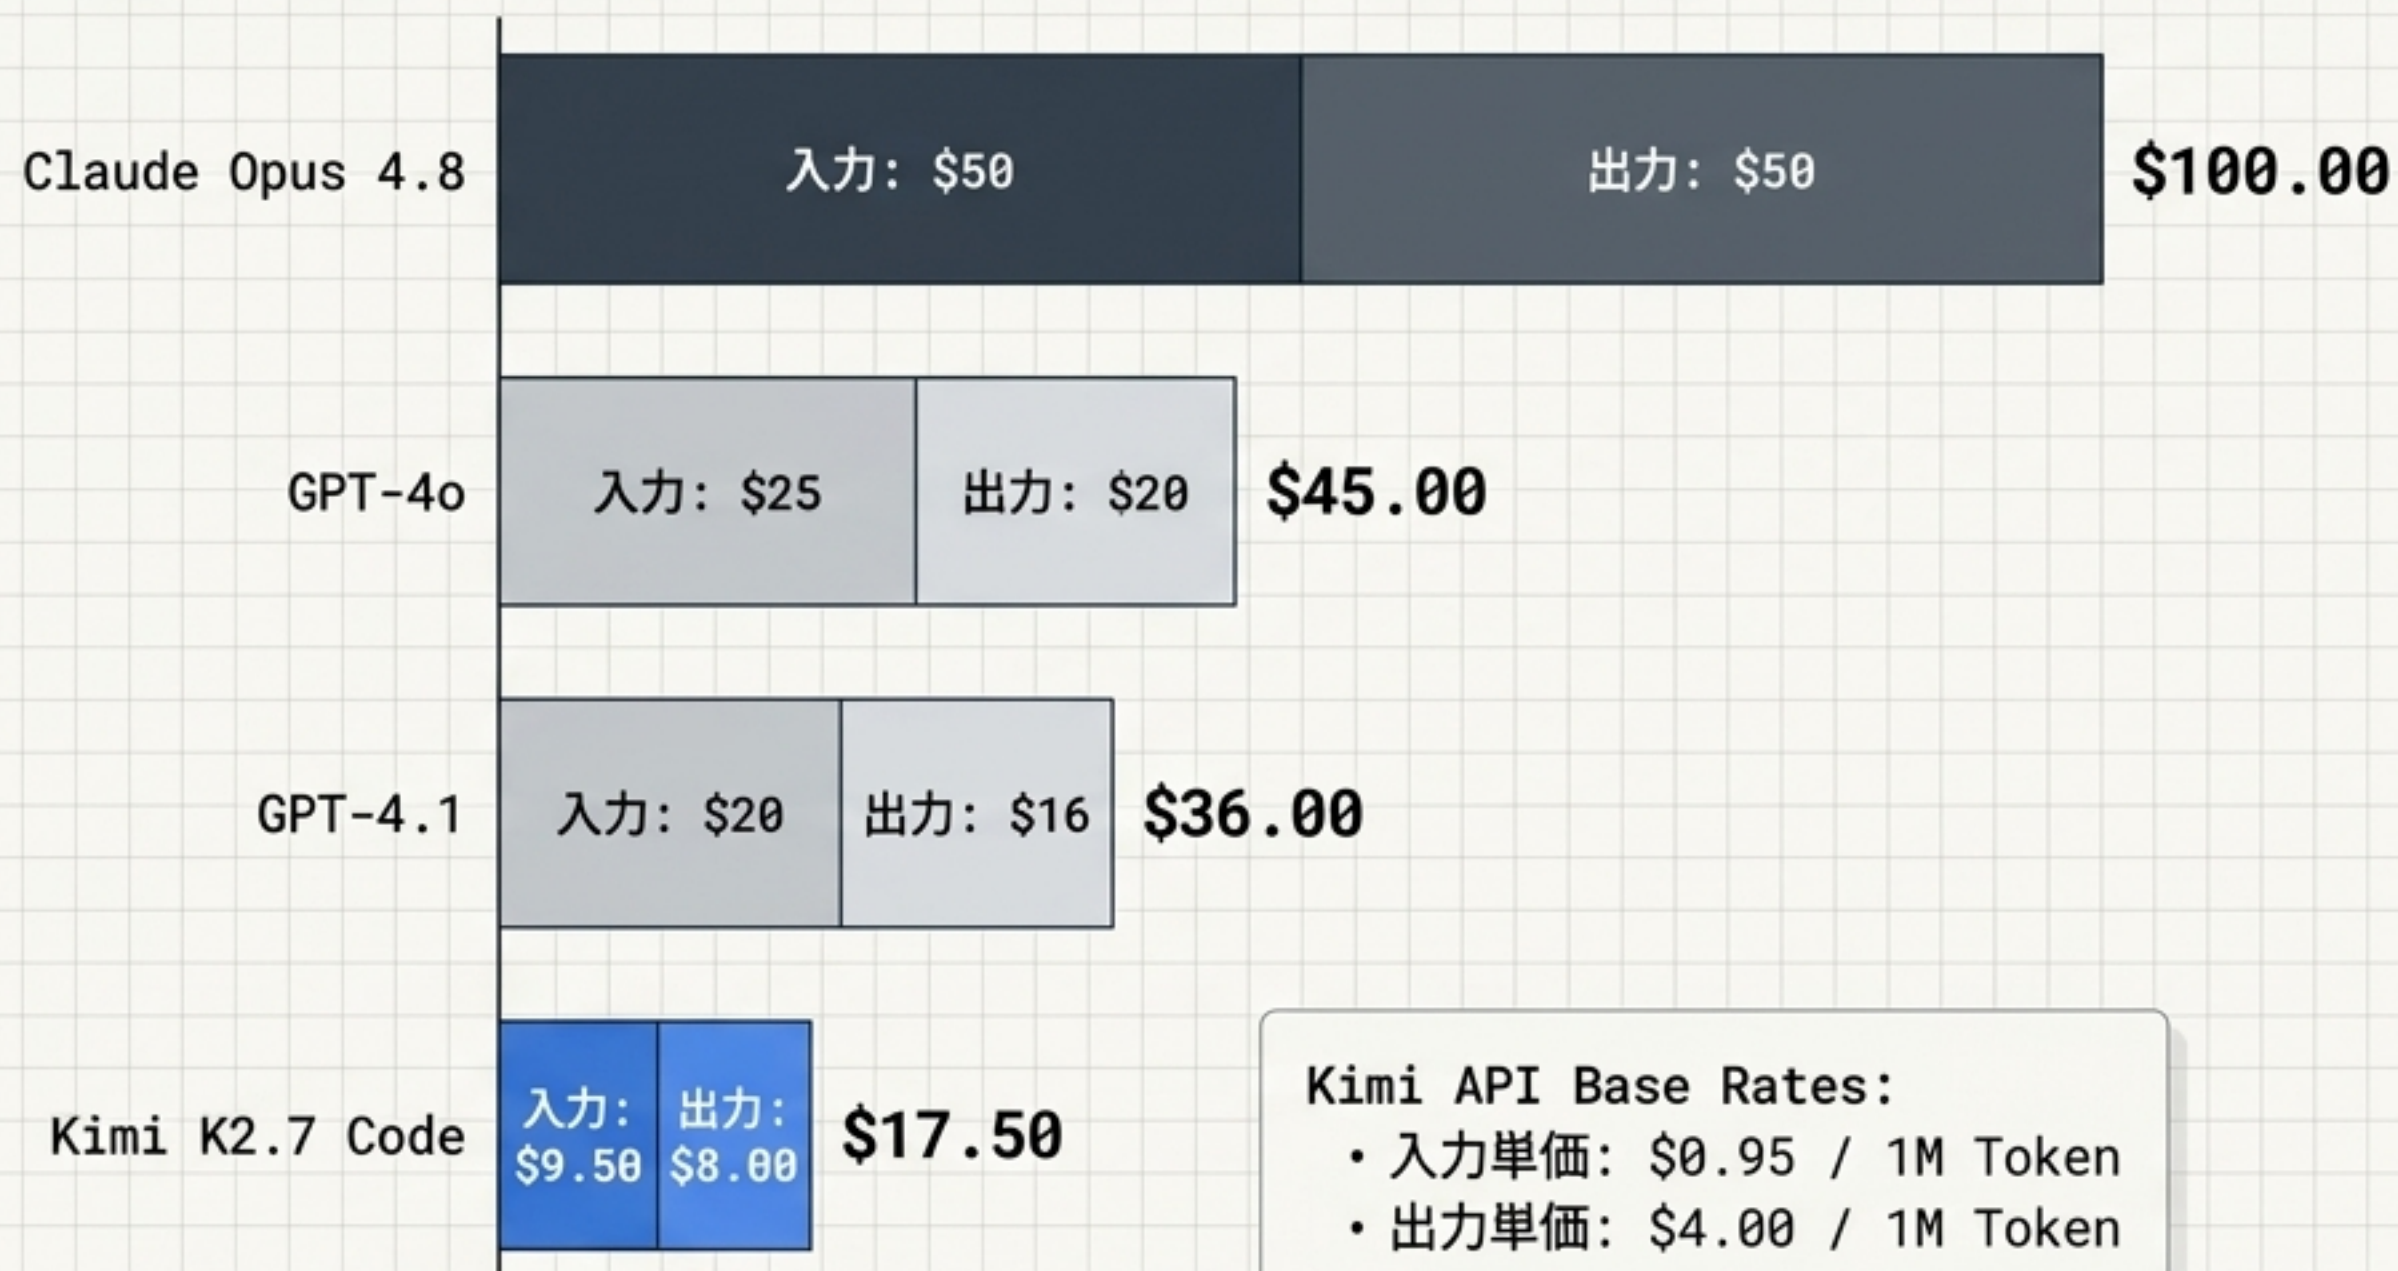 Claude Opus 4.8
入力: $50
出力: $50
$100.00
GPT-4o
入力: $25
出力: $20
$45.00
GPT-4.1
入力: $20
出力: $16
$36.00
Kimi K2.7 Code
入力:
$9.50
出力:
$8.00
$17.50
Kimi API Base Rates:
• 入力単価: $0.95 / 1M Token
• 出力単価: $4.00 / 1M Token